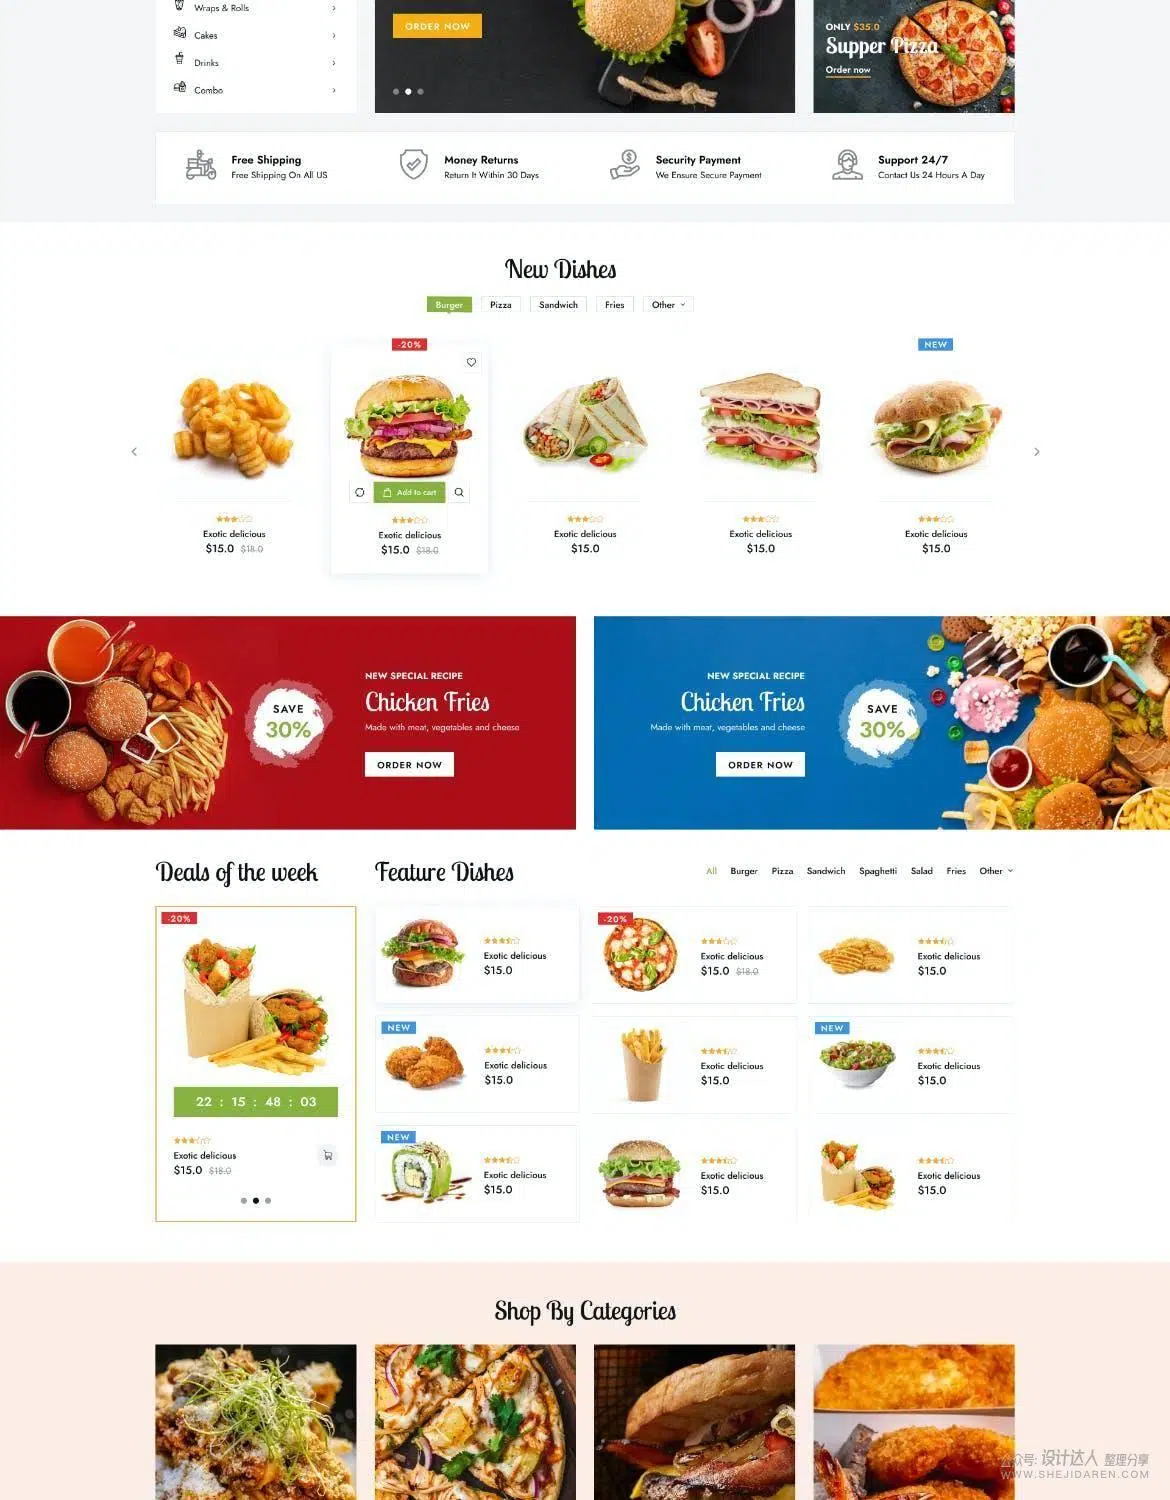 Wraps & Rolls
Cakes
Drinks
Combo
ORDER NOW
ONLY $35.0
Supper Pizza
Order now
Free Shipping
Free Shipping On All US
Money Returns
Return It Within 30 Days
Security Payment
We Ensure Secure Payment
Support 24/7
Contact Us 24 Hours A Day
New Dishes
Burger Pizza Sandwich Fries Other
-20%
NEW
Add to cart
Exotic delicious
$15.0 $18.0
Exotic delicious
$15.0 $18.0
Exotic delicious
$15.0
Exotic delicious
$15.0
Exotic delicious
$15.0
SAVE
30%
NEW SPECIAL RECIPE
Chicken Fries
Made with meat, vegetables and cheese
ORDER NOW
NEW SPECIAL RECIPE
Chicken Fries
Made with meat, vegetables and cheese
ORDER NOW
SAVE
30%
Deals of the week
-20%
22 : 15 : 48 : 03
Exotic delicious
$15.0 $18.0
Feature Dishes
All Burger Pizza Sandwich Spaghetti Salad Fries Other
Exotic delicious
$15.0
-20%
Exotic delicious
$15.0 $18.0
Exotic delicious
$15.0
NEW
Exotic delicious
$15.0
Exotic delicious
$15.0
NEW
Exotic delicious
$15.0
NEW
Exotic delicious
$15.0
Exotic delicious
$15.0
Exotic delicious
$15.0
Shop By Categories
公众号: 设计达人 整理分享
WWW.SHEJIDAREN.COM